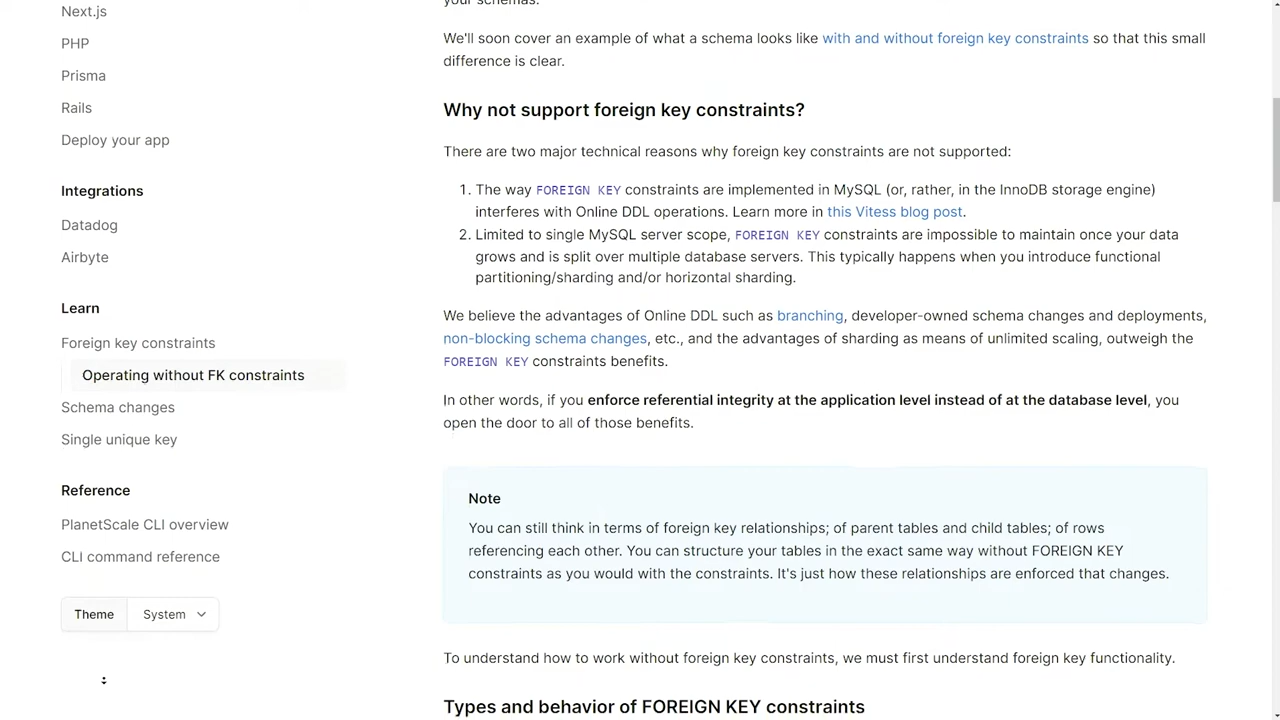 Next.js
PHP
Prisma
Rails
Deploy your app
Integrations
Datadog
Airbyte
Learn
Foreign key constraints
Operating without FK constraints
Schema changes
Single unique key
Reference
PlanetScale CLI overview
CLI command reference
Theme System
your schemas.
We'll soon cover an example of what a schema looks like with and without foreign key constraints so that this small
difference is clear.
Why not support foreign key constraints?
There are two major technical reasons why foreign key constraints are not supported:
1. The way FOREIGN KEY constraints are implemented in MySQL (or, rather, in the InnoDB storage engine)
interferes with Online DDL operations. Learn more in this Vitess blog post.
2. Limited to single MySQL server scope, FOREIGN KEY constraints are impossible to maintain once your data
grows and is split over multiple database servers. This typically happens when you introduce functional
partitioning/sharding and/or horizontal sharding.
We believe the advantages of Online DDL such as branching, developer-owned schema changes and deployments,
non-blocking schema changes, etc., and the advantages of sharding as means of unlimited scaling, outweigh the
FOREIGN KEY constraints benefits.
In other words, if you enforce referential integrity at the application level instead of at the database level, you
open the door to all of those benefits.
Note
You can still think in terms of foreign key relationships; of parent tables and child tables; of rows
referencing each other. You can structure your tables in the exact same way without FOREIGN KEY
constraints as you would with the constraints. It's just how these relationships are enforced that changes.
To understand how to work without foreign key constraints, we must first understand foreign key functionality.
Types and behavior of FOREIGN KEY constraints